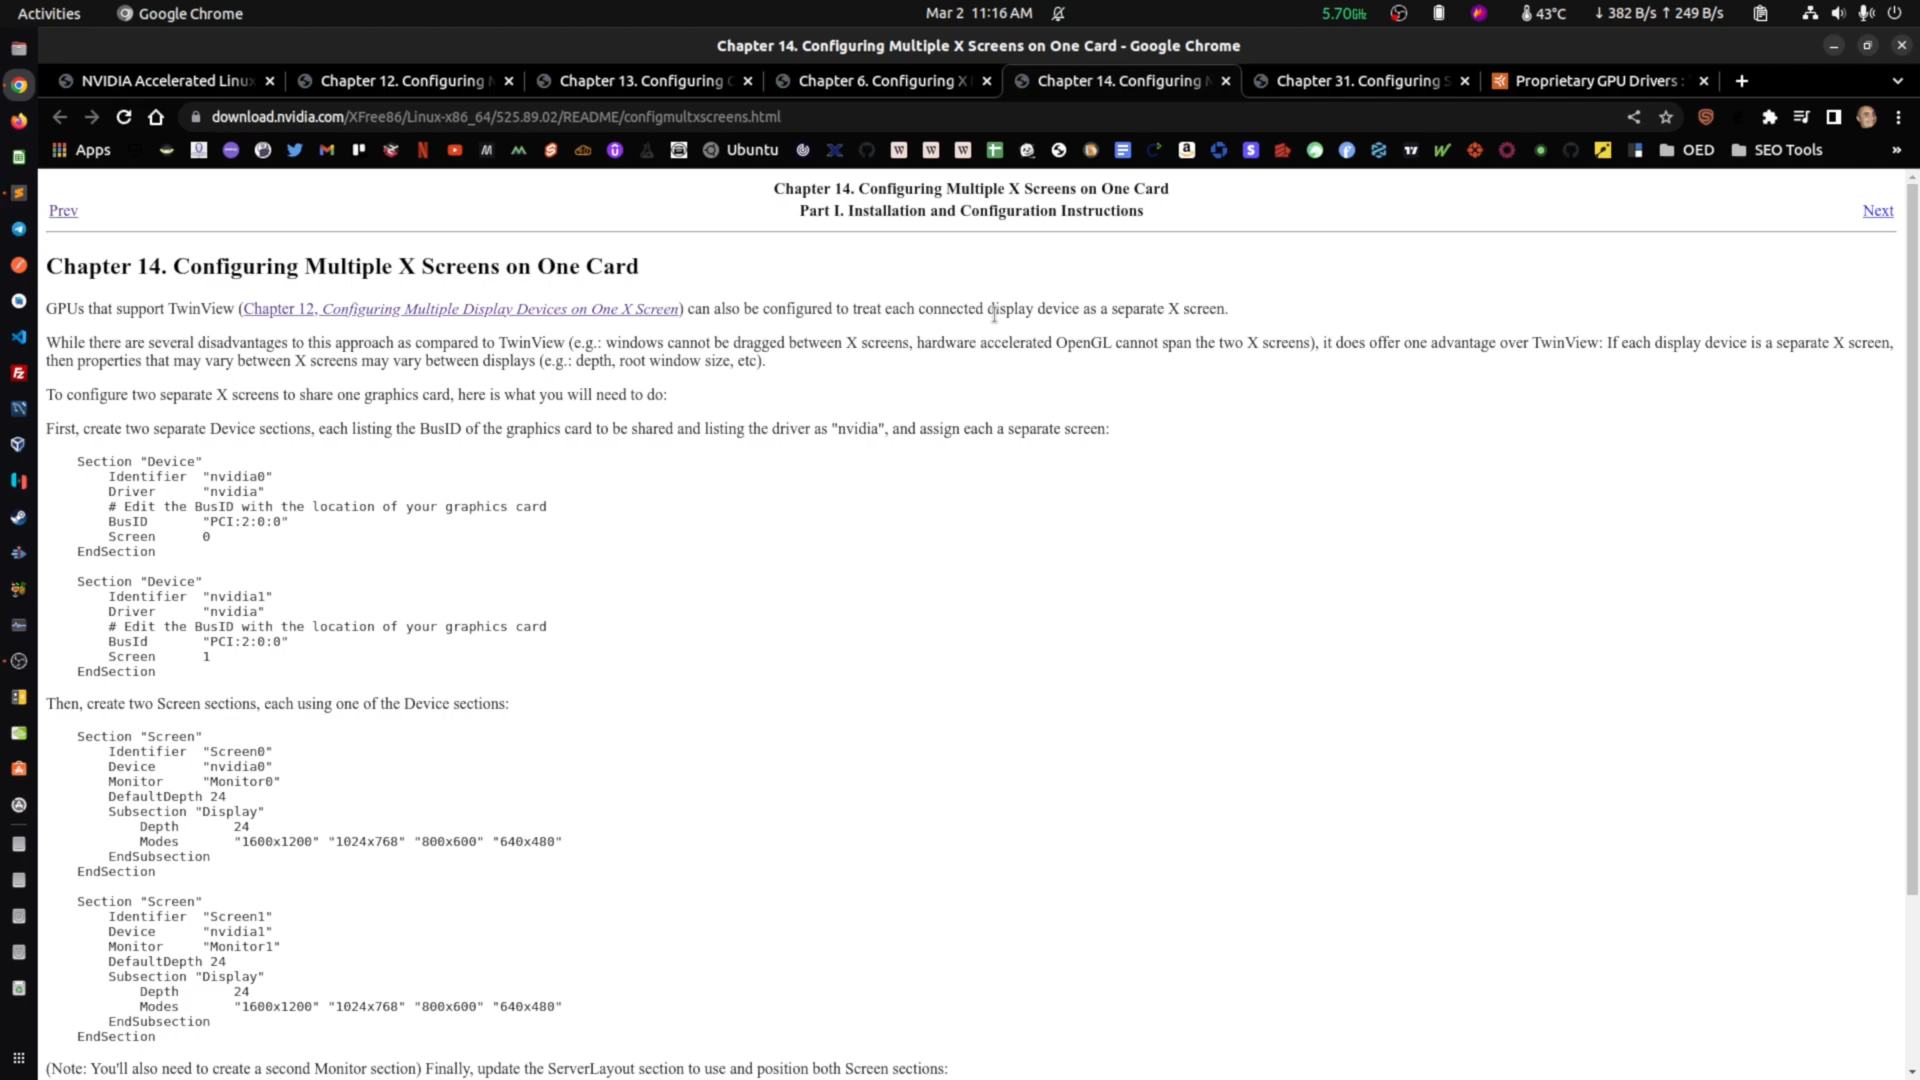 Activities Google Chrome Mar 2 11:16 AM 5.70GHz 43°C ↓ 382 B/s ↑ 249 B/s
Chapter 14. Configuring Multiple X Screens on One Card - Google Chrome
NVIDIA Accelerated Linux Chapter 12. Configuring M Chapter 13. Configuring Chapter 6. Configuring X Chapter 14. Configuring M Chapter 31. Configuring S Proprietary GPU Drivers :
download.nvidia.com/XFree86/Linux-x86_64/525.89.02/README/configmultxscreens.html
Apps Ubuntu OED SEO Tools »
Chapter 14. Configuring Multiple X Screens on One Card
Prev Part I. Installation and Configuration Instructions Next
Chapter 14. Configuring Multiple X Screens on One Card
GPUs that support TwinView (Chapter 12, Configuring Multiple Display Devices on One X Screen) can also be configured to treat each connected display device as a separate X screen.
While there are several disadvantages to this approach as compared to TwinView (e.g.: windows cannot be dragged between X screens, hardware accelerated OpenGL cannot span the two X screens), it does offer one advantage over TwinView: If each display device is a separate X screen,
then properties that may vary between X screens may vary between displays (e.g.: depth, root window size, etc).
To configure two separate X screens to share one graphics card, here is what you will need to do:
First, create two separate Device sections, each listing the BusID of the graphics card to be shared and listing the driver as "nvidia", and assign each a separate screen:
Section "Device"
Identifier "nvidia0"
Driver "nvidia"
# Edit the BusID with the location of your graphics card
BusID "PCI:2:0:0"
Screen 0
EndSection
Section "Device"
Identifier "nvidia1"
Driver "nvidia"
# Edit the BusID with the location of your graphics card
BusId "PCI:2:0:0"
Screen 1
EndSection
Then, create two Screen sections, each using one of the Device sections:
Section "Screen"
Identifier "Screen0"
Device "nvidia0"
Monitor "Monitor0"
DefaultDepth 24
Subsection "Display"
Depth 24
Modes "1600x1200" "1024x768" "800x600" "640x480"
EndSubsection
EndSection
Section "Screen"
Identifier "Screen1"
Device "nvidia1"
Monitor "Monitor1"
DefaultDepth 24
Subsection "Display"
Depth 24
Modes "1600x1200" "1024x768" "800x600" "640x480"
EndSubsection
EndSection
(Note: You'll also need to create a second Monitor section) Finally, update the ServerLayout section to use and position both Screen sections: